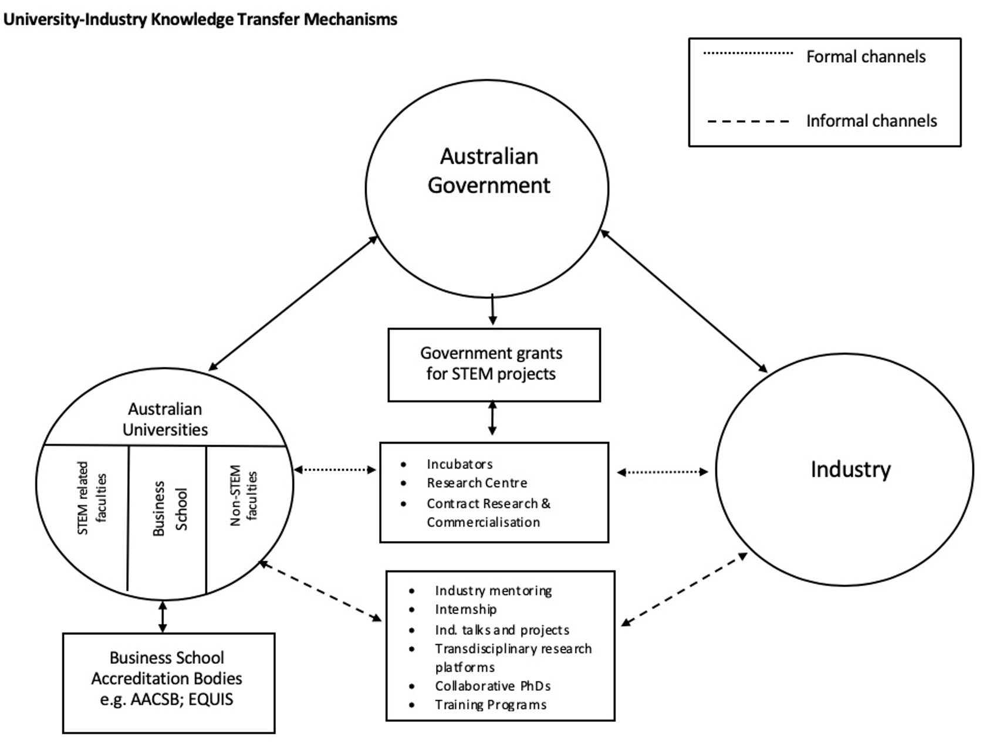 University-Industry Knowledge Transfer Mechanisms
Formal channels
Informal channels
Australian
Government
Government grants
for STEM projects
Australian
Universities
STEM related
faculties
Business
School
Non-STEM
faculties
• Incubators
• Research Centre
• Contract Research &
Commercialisation
Industry
• Industry mentoring
• Internship
• Ind. talks and projects
• Transdisciplinary research
platforms
• Collaborative PhDs
• Training Programs
Business School
Accreditation Bodies
e.g. AACSB; EQUIS